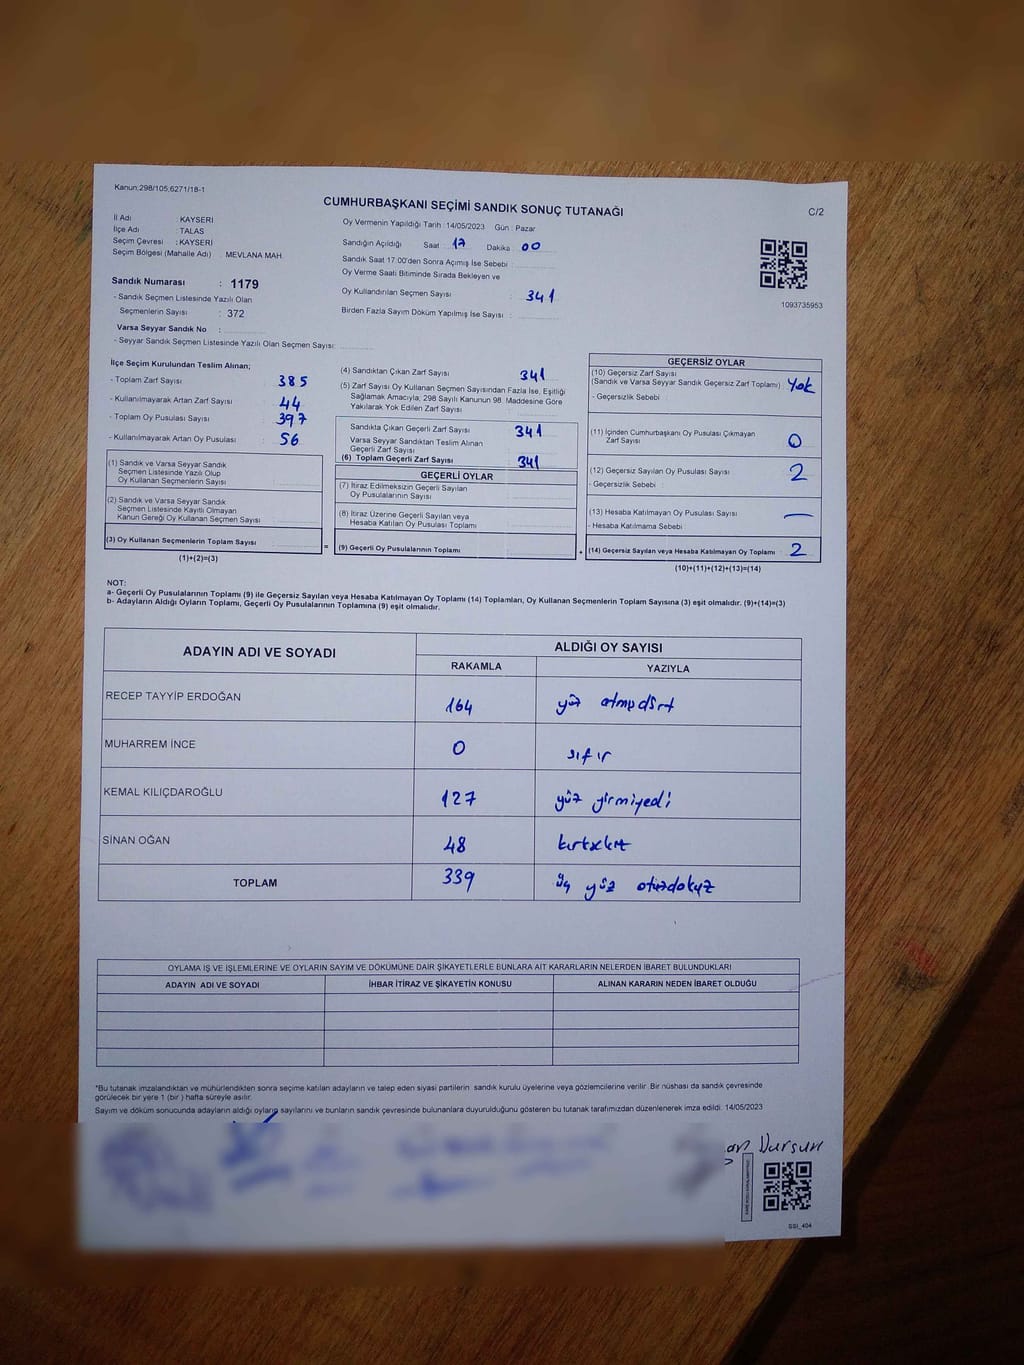 Kanun;298/105,6271/18-1
CUMHURBAŞKANI SEÇİMİ SANDIK SONUÇ TUTANAĞI
C/2
İl Adı : KAYSERİ
İlçe Adı : TALAS
Seçim Çevresi : KAYSERİ
Seçim Bölgesi (Mahalle Adı) : MEVLANA MAH.
Oy Vermenin Yapıldığı Tarih : 14/05/2023 Gün : Pazar
Sandığın Açıldığı Saat : 17 Dakika : 00
Sandık Saat 17:00'den Sonra Açımış İse Sebebi :
Oy Verme Saati Bitiminde Sırada Bekleyen ve
Oy Kullandırılan Seçmen Sayısı : 341
Birden Fazla Sayım Döküm Yapılmış İse Sayısı :
1093735953
Sandık Numarası : 1179
- Sandık Seçmen Listesinde Yazılı Olan
Seçmenlerin Sayısı : 372
Varsa Seyyar Sandık No :
- Seyyar Sandık Seçmen Listesinde Yazılı Olan Seçmen Sayısı:
İlçe Seçim Kurulundan Teslim Alınan;
- Toplam Zarf Sayısı : 385
- Kullanılmayarak Artan Zarf Sayısı : 44
- Toplam Oy Pusulası Sayısı : 397
- Kullanılmayarak Artan Oy Pusulası : 56
(1) Sandık ve Varsa Seyyar Sandık
Seçmen Listesinde Yazılı Olup
Oy Kullanan Seçmenlerin Sayısı :
(2) Sandık ve Varsa Seyyar Sandık
Seçmen Listesinde Kayıtlı Olmayan
Kanun Gereği Oy Kullanan Seçmen Sayısı :
(3) Oy Kullanan Seçmenlerin Toplam Sayısı :
(1)+(2)=(3)
=
(4) Sandıktan Çıkan Zarf Sayısı : 341
(5) Zarf Sayısı Oy Kullanan Seçmen Sayısından Fazla İse, Eşitliği
Sağlamak Amacıyla; 298 Sayılı Kanunun 98. Maddesine Göre
Yakılarak Yok Edilen Zarf Sayısı :
Sandıkta Çıkan Geçerli Zarf Sayısı : 341
Varsa Seyyar Sandıktan Teslim Alınan
Geçerli Zarf Sayısı :
(6) Toplam Geçerli Zarf Sayısı : 341
GEÇERLİ OYLAR
(7) İtiraz Edilmeksizin Geçerli Sayılan
Oy Pusulalarının Sayısı :
(8) İtiraz Üzerine Geçerli Sayılan veya
Hesaba Katılan Oy Pusulası Toplamı :
(9) Geçerli Oy Pusulalarının Toplamı :
+
GEÇERSİZ OYLAR
(10) Geçersiz Zarf Sayısı
(Sandık ve Varsa Seyyar Sandık Geçersiz Zarf Toplamı) : Yok
- Geçersizlik Sebebi :
(11) İçinden Cumhurbaşkanı Oy Pusulası Çıkmayan
Zarf Sayısı : 0
(12) Geçersiz Sayılan Oy Pusulası Sayısı : 2
- Geçersizlik Sebebi :
(13) Hesaba Katılmayan Oy Pusulası Sayısı : —
- Hesaba Katılmama Sebebi :
(14) Geçersiz Sayılan veya Hesaba Katılmayan Oy Toplamı : 2
(10)+(11)+(12)+(13)=(14)
NOT:
a- Geçerli Oy Pusulalarının Toplamı (9) ile Geçersiz Sayılan veya Hesaba Katılmayan Oy Toplamı (14) Toplamları, Oy Kullanan Seçmenlerin Toplam Sayısına (3) eşit olmalıdır. (9)+(14)=(3)
b- Adayların Aldığı Oyların Toplamı, Geçerli Oy Pusulalarının Toplamına (9) eşit olmalıdır.
ADAYIN ADI VE SOYADI ALDIĞI OY SAYISI
RAKAMLA YAZIYLA
RECEP TAYYİP ERDOĞAN 164 yüz atmışdört
MUHARREM İNCE 0 sıfır
KEMAL KILIÇDAROĞLU 127 yüz yirmiyedi
SİNAN OĞAN 48 kırksekiz
TOPLAM 339 üç yüz otuzdokuz
OYLAMA İŞ VE İŞLEMLERİNE VE OYLARIN SAYIM VE DÖKÜMÜNE DAİR ŞİKAYETLERLE BUNLARA AİT KARARLARIN NELERDEN İBARET BULUNDUKLARI
ADAYIN ADI VE SOYADI İHBAR İTİRAZ VE ŞİKAYETİN KONUSU ALINAN KARARIN NEDEN İBARET OLDUĞU
*Bu tutanak imzalandıktan ve mühürlendikten sonra seçime katılan adayların ve talep eden siyasi partilerin sandık kurulu üyelerine veya gözlemcilerine verilir. Bir nüshası da sandık çevresinde
görülecek bir yere 1 (bir ) hafta süreyle asılır.
Sayım ve döküm sonucunda adayların aldığı oyların sayılarını ve bunların sandık çevresinde bulunanlara duyurulduğunu gösteren bu tutanak tarafımızdan düzenlenerek imza edildi. 14/05/2023
an Dursun
SSI_404